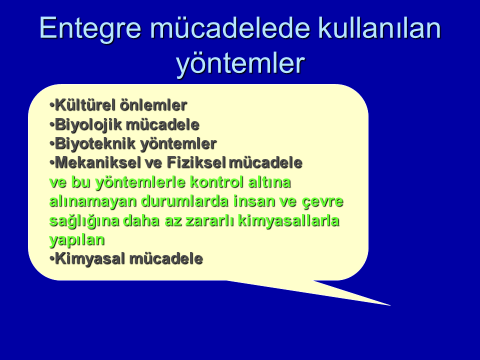 Entegre mücadelede kullanılan
yöntemler
•Kültürel önlemler
•Biyolojik mücadele
•Biyoteknik yöntemler
•Mekaniksel ve Fiziksel mücadele
ve bu yöntemlerle kontrol altına
alınamayan durumlarda insan ve çevre
sağlığına daha az zararlı kimyasallarla
yapılan
•Kimyasal mücadele